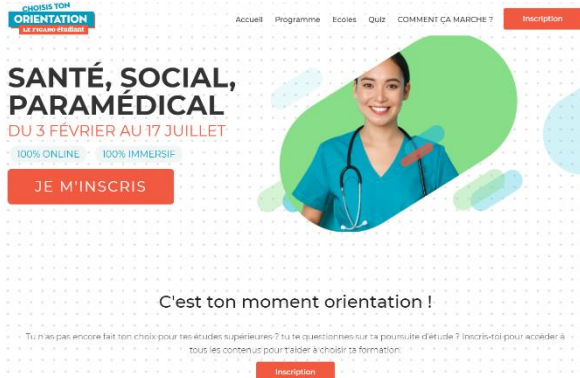 CHOISIS TON
ORIENTATION
LE FIGARO étudiant
Accueil Programme Ecoles Quiz COMMENT ÇA MARCHE ? Inscription
SANTÉ, SOCIAL,
PARAMÉDICAL
DU 3 FÉVRIER AU 17 JUILLET
100% ONLINE 100% IMMERSIF
JE M'INSCRIS
C'est ton moment orientation !
Tu n'as pas encore fait ton choix pour tes études supérieures ? tu te questionnes sur ta poursuite d'étude ? Inscris-toi pour accéder à
tous les contenus pour t'aider à choisir ta formation.
Inscription